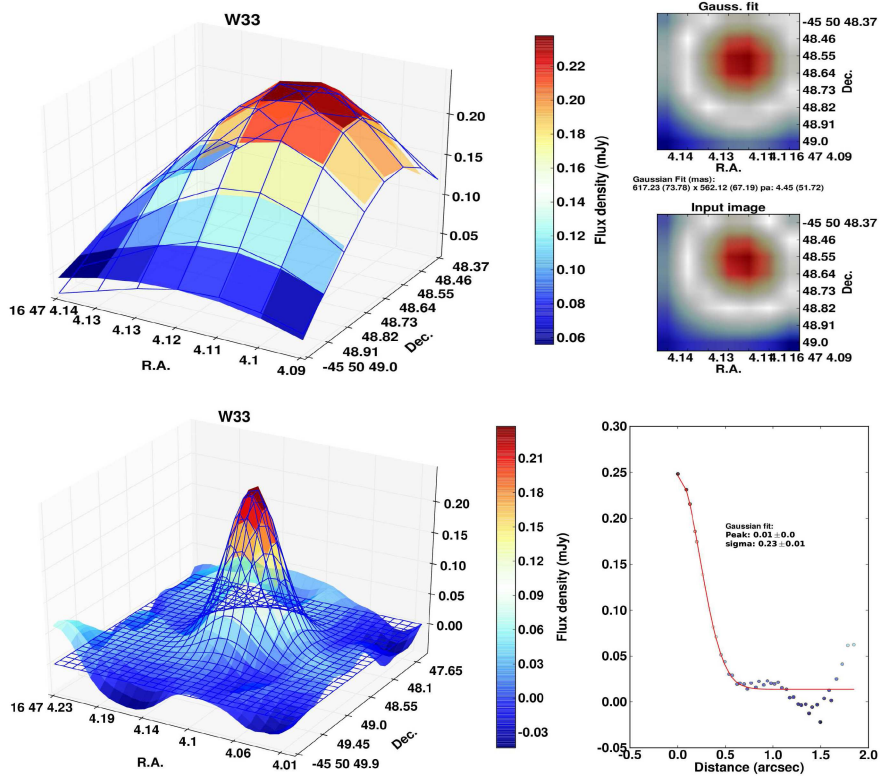 W33
0.20
0.15
0.10
0.05
48.37
48.46
48.55
48.64
48.73
48.82
48.91
-45 50 49.0
Dec.
16 47 4.14
4.13
4.13
4.12
4.11
4.1
4.09
R.A.
0.22
0.20
0.18
0.16
0.14
0.12
0.10
0.08
0.06
Flux density (mJy)
Gauss. fit
-45 50 48.37
48.46
48.55
48.64
48.73
48.82
48.91
49.0
Dec.
4.14 4.13 4.11 16 47 4.09
R.A.
Gaussian Fit (mas):
617.23 (73.78) x 562.12 (67.19) pa: 4.45 (51.72)
Input image
-45 50 48.37
48.46
48.55
48.64
48.73
48.82
48.91
49.0
Dec.
4.14 4.13 4.11 16 47 4.09
R.A.
W33
0.20
0.15
0.10
0.05
0.00
47.65
48.1
48.55
49.0
49.45
-45 50 49.9
Dec.
16 47 4.23
4.19
4.14
4.1
4.06
4.01
R.A.
0.21
0.18
0.15
0.12
0.09
0.06
0.03
0.00
-0.03
Flux density (mJy)
0.30
0.25
0.20
0.15
0.10
0.05
0.00
-0.05
Gaussian fit:
Peak: 0.01±0.0
sigma: 0.23±0.01
-0.5 0.0 0.5 1.0 1.5 2.0
Distance (arcsec)